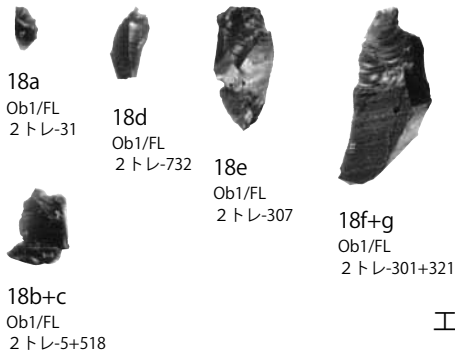 18a
Ob1/FL
２トレ-31
18d
Ob1/FL
２トレ-732
18e
Ob1/FL
２トレ-307
18f+g
Ob1/FL
２トレ-301+321
18b+c
Ob1/FL
２トレ-5+518
工